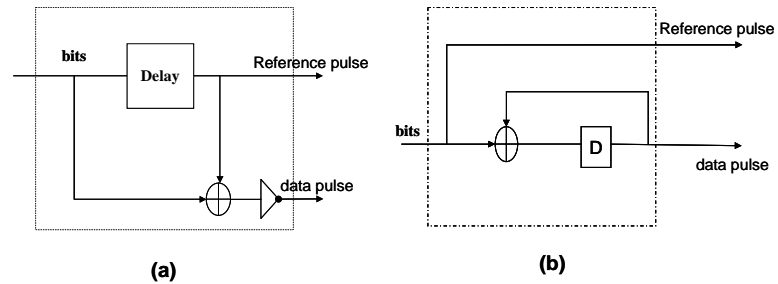 bits
Delay
Reference pulse
data pulse
(a)
Reference pulse
bits
D
data pulse
(b)